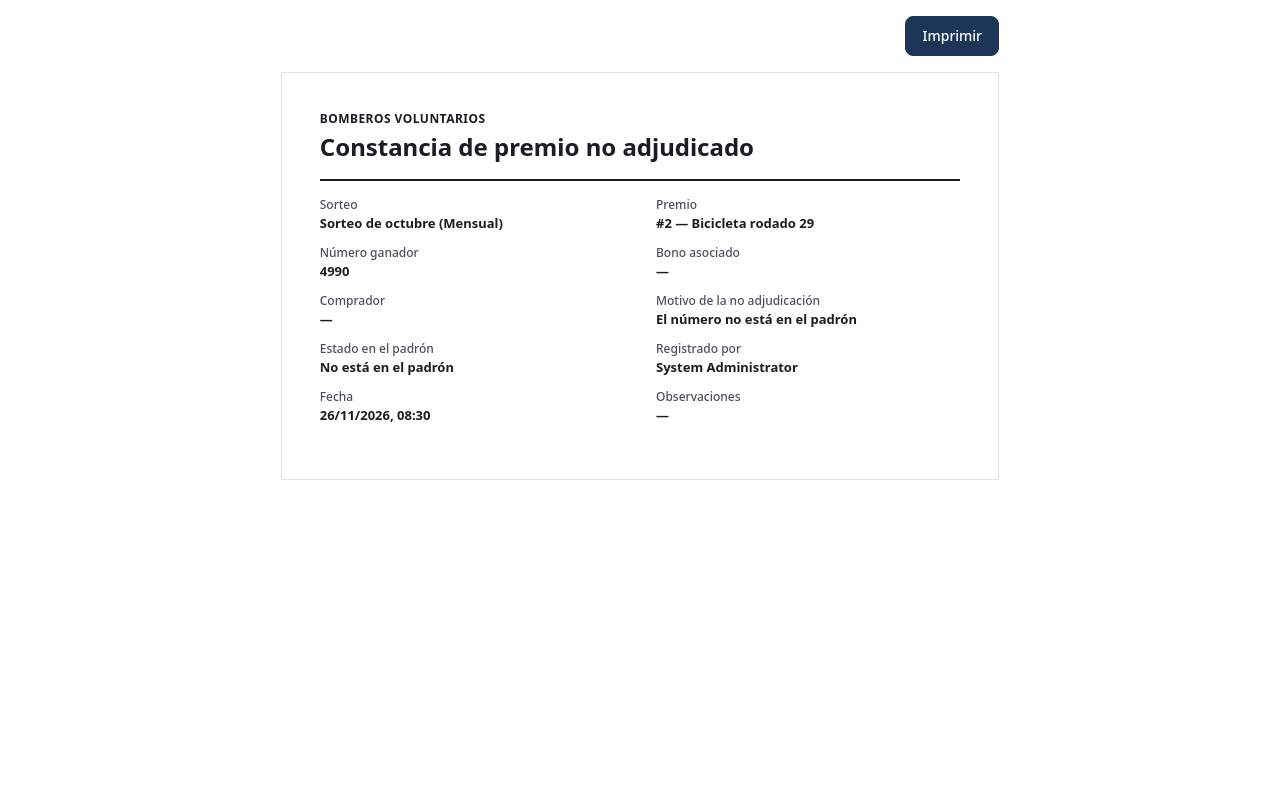 Imprimir
BOMBEROS VOLUNTARIOS
Constancia de premio no adjudicado
Sorteo
Sorteo de octubre (Mensual)
Premio
#2 — Bicicleta rodado 29
Número ganador
4990
Bono asociado
—
Comprador
—
Motivo de la no adjudicación
El número no está en el padrón
Estado en el padrón
No está en el padrón
Registrado por
System Administrator
Fecha
26/11/2026, 08:30
Observaciones
—